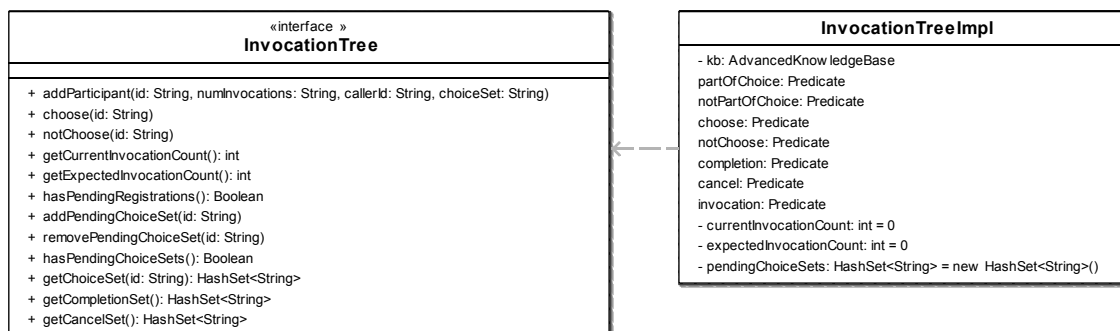 «interface »
InvocationTree
+ addParticipant(id: String, numInvocations: String, callerId: String, choiceSet: String)
+ choose(id: String)
+ notChoose(id: String)
+ getCurrentInvocationCount(): int
+ getExpectedInvocationCount(): int
+ hasPendingRegistrations(): Boolean
+ addPendingChoiceSet(id: String)
+ removePendingChoiceSet(id: String)
+ hasPendingChoiceSets(): Boolean
+ getChoiceSet(id: String): HashSet<String>
+ getCompletionSet(): HashSet<String>
+ getCancelSet(): HashSet<String>
InvocationTreeImpl
- kb: AdvancedKnowledgeBase
partOfChoice: Predicate
notPartOfChoice: Predicate
choose: Predicate
notChoose: Predicate
completion: Predicate
cancel: Predicate
invocation: Predicate
- currentInvocationCount: int = 0
- expectedInvocationCount: int = 0
- pendingChoiceSets: HashSet<String> = new HashSet<String>()